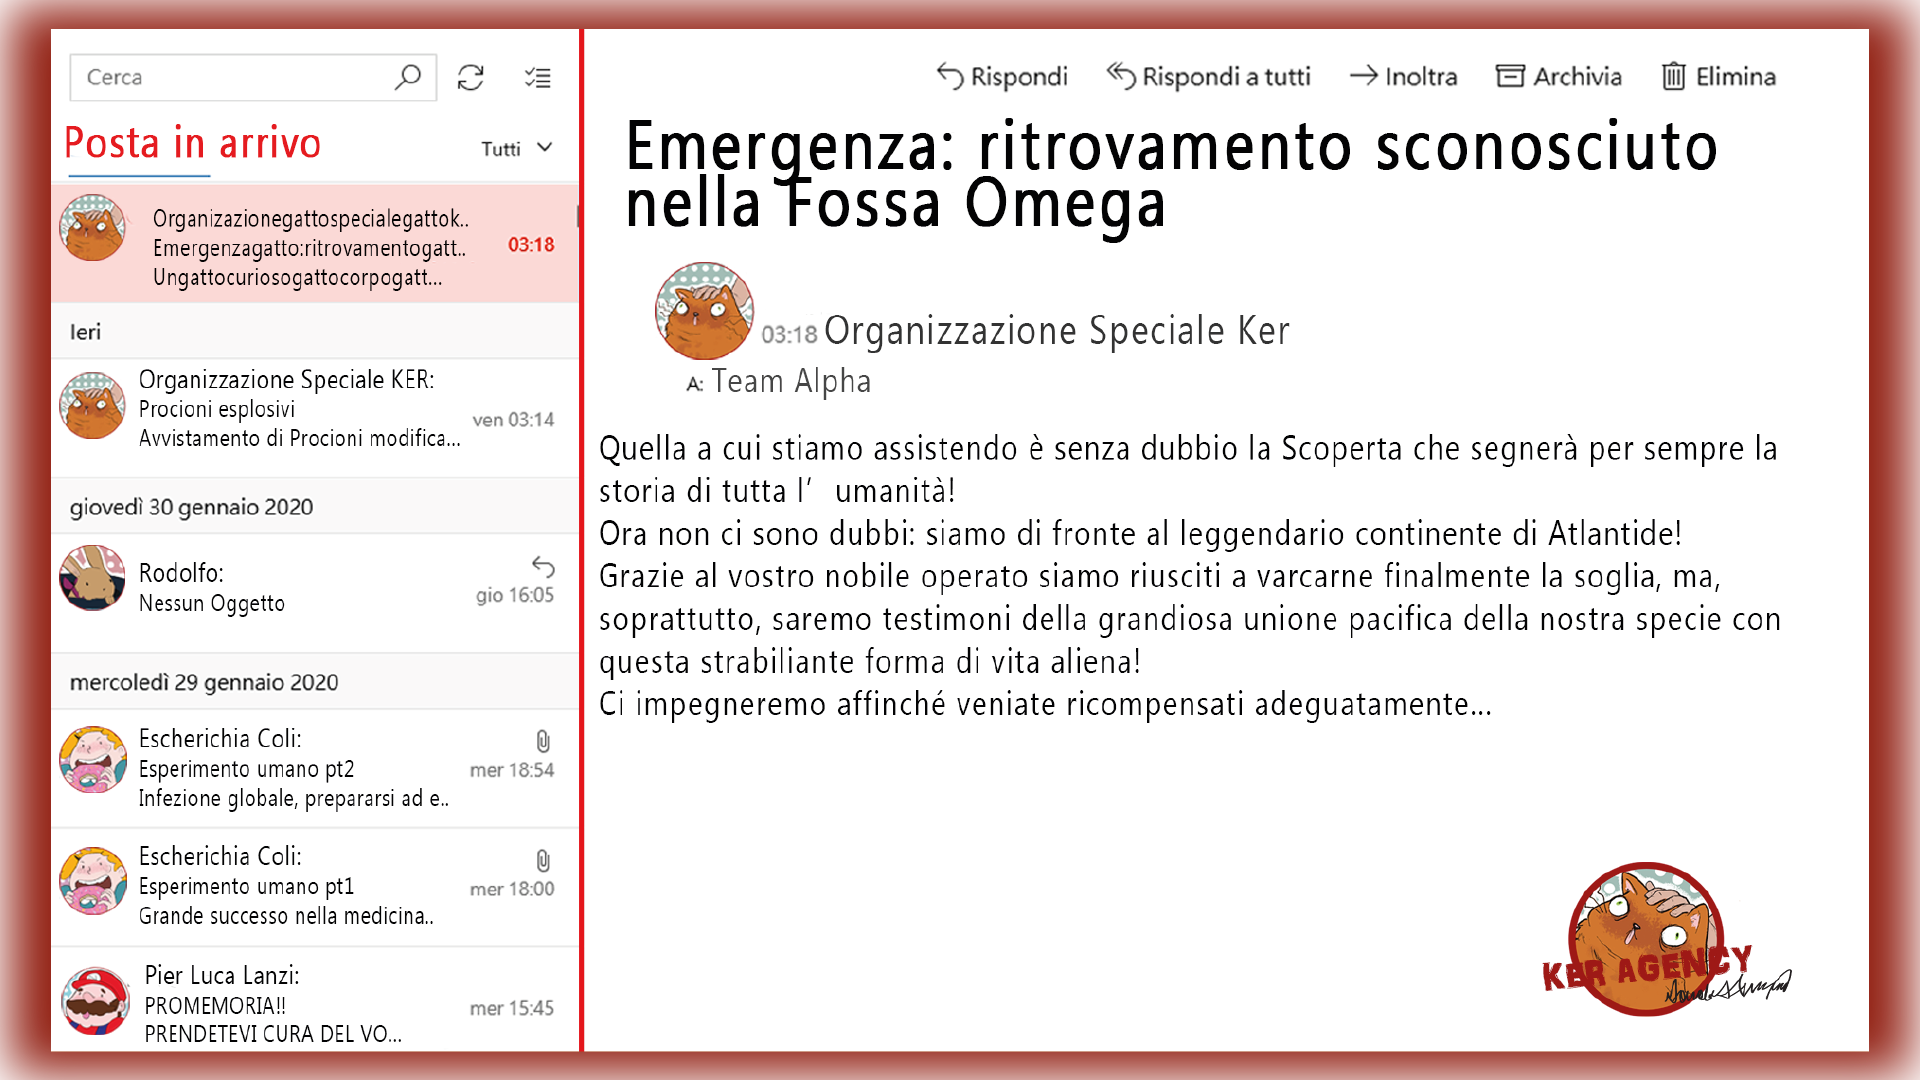 Cerca
Posta in arrivo
Tutti
Organizazionegattospecialegattok..
Emergenzagatto:ritrovamentogatt..
03:18
Ungattocuriosogattocorpogatt...
Ieri
Organizzazione Speciale KER:
Procioni esplosivi
ven 03:14
Avvistamento di Procioni modifica...
giovedì 30 gennaio 2020
Rodolfo:
Nessun Oggetto
gio 16:05
mercoledì 29 gennaio 2020
Escherichia Coli:
Esperimento umano pt2
mer 18:54
Infezione globale, prepararsi ad e..
Escherichia Coli:
Esperimento umano pt1
mer 18:00
Grande successo nella medicina..
Pier Luca Lanzi:
PROMEMORIA!!
mer 15:45
PRENDETEVI CURA DEL VO...
Rispondi Rispondi a tutti Inoltra Archivia Elimina
Emergenza: ritrovamento sconosciuto
nella Fossa Omega
03:18 Organizzazione Speciale Ker
A: Team Alpha
Quella a cui stiamo assistendo è senza dubbio la Scoperta che segnerà per sempre la
storia di tutta l’ umanità!
Ora non ci sono dubbi: siamo di fronte al leggendario continente di Atlantide!
Grazie al vostro nobile operato siamo riusciti a varcarne finalmente la soglia, ma,
soprattutto, saremo testimoni della grandiosa unione pacifica della nostra specie con
questa strabiliante forma di vita aliena!
Ci impegneremo affinché veniate ricompensati adeguatamente...
KER AGENCY